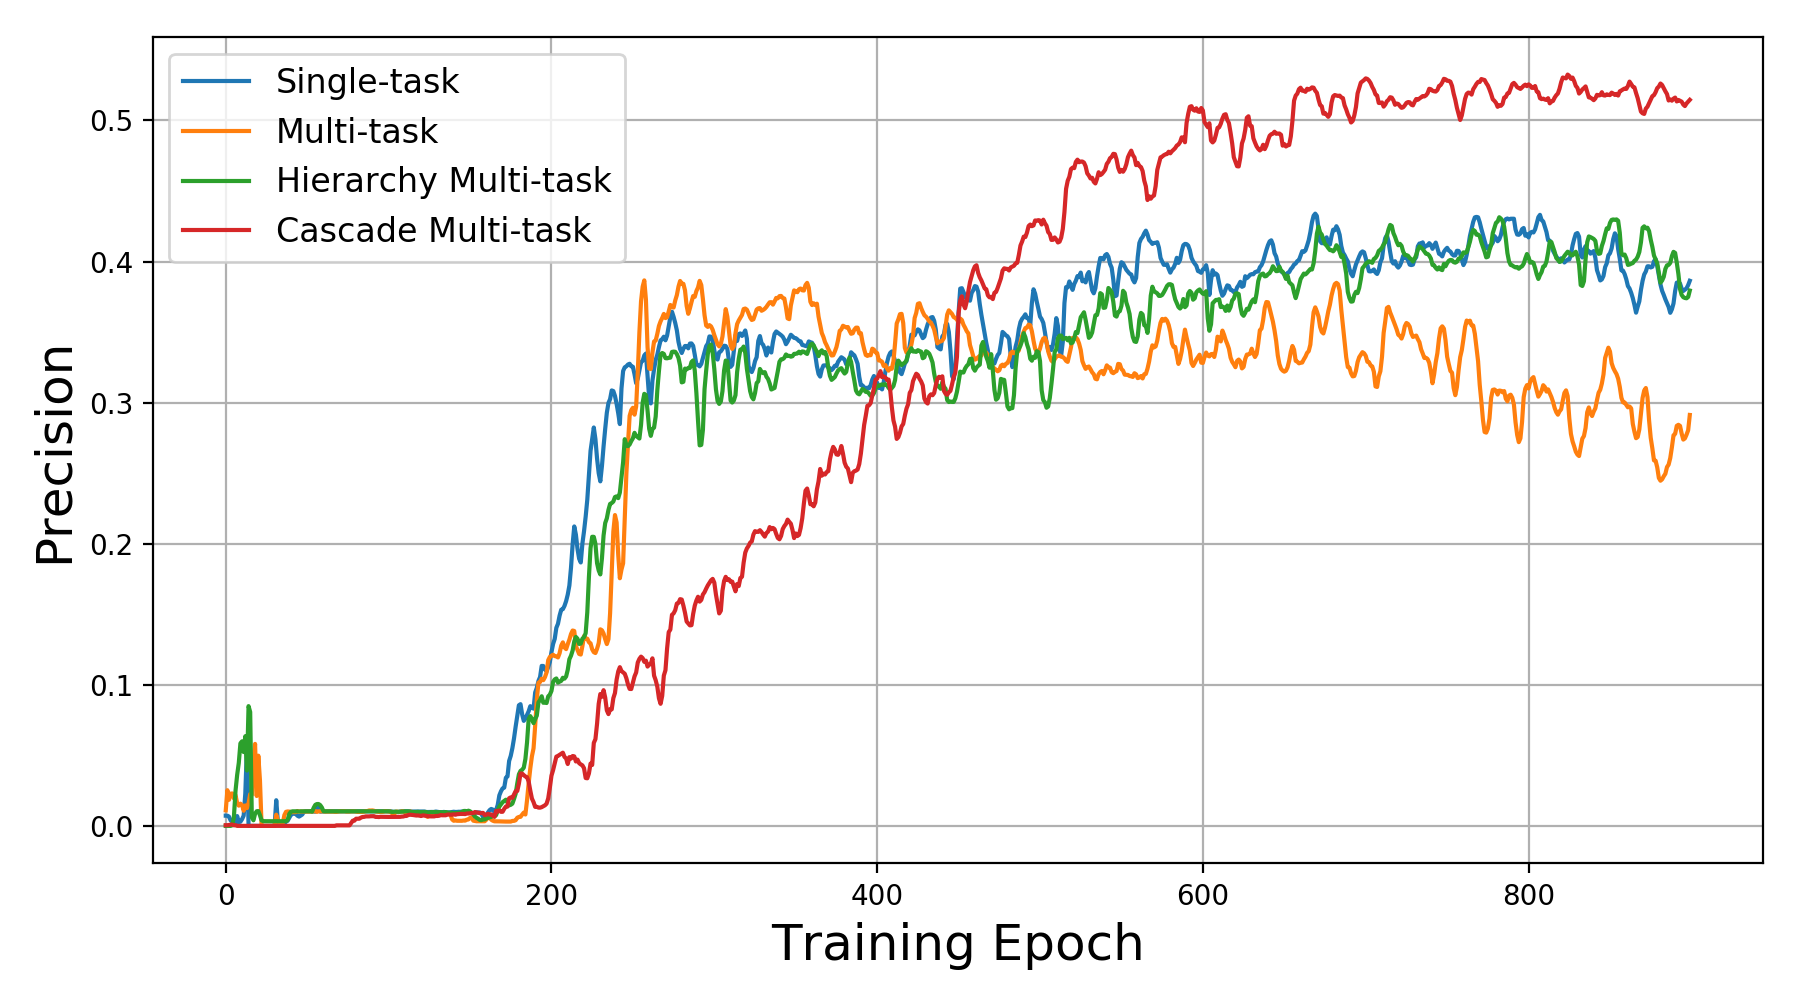 Single-task
Multi-task
Hierarchy Multi-task
Cascade Multi-task
Precision
0.5
0.4
0.3
0.2
0.1
0.0
0 200 400 600 800
Training Epoch